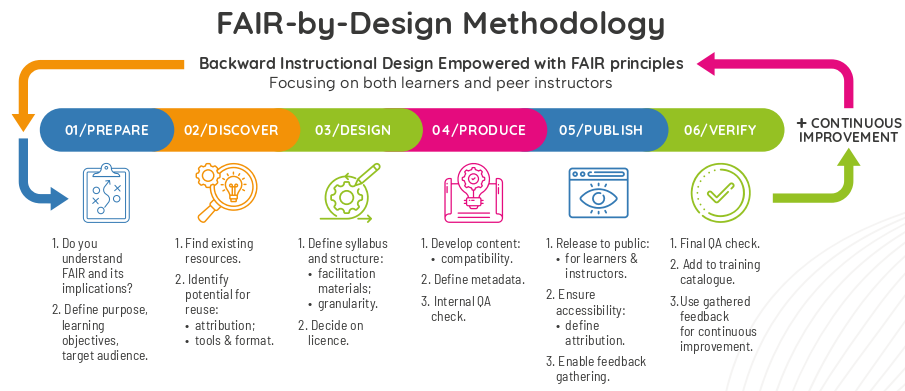 FAIR-by-Design Methodology
Backward Instructional Design Empowered with FAIR principles
Focusing on both learners and peer instructors
01/PREPARE
02/DISCOVER
03/DESIGN
04/PRODUCE
05/PUBLISH
06/VERIFY
+ CONTINUOUS
IMPROVEMENT
1. Do you
understand
FAIR and its
implications?
2. Define purpose,
learning
objectives,
target audience.
1. Find existing
resources.
2. Identify
potential for
reuse:
• attribution;
• tools & format.
1. Define syllabus
and structure:
• facilitation
materials;
• granularity.
2. Decide on
licence.
1. Develop content:
• compatibility.
2. Define metadata.
3. Internal QA
check.
1. Release to public:
• for learners &
instructors.
2. Ensure
accessibility:
• define
attribution.
3. Enable feedback
gathering.
1. Final QA check.
2. Add to training
catalogue.
3.Use gathered
feedback
for continuous
improvement.